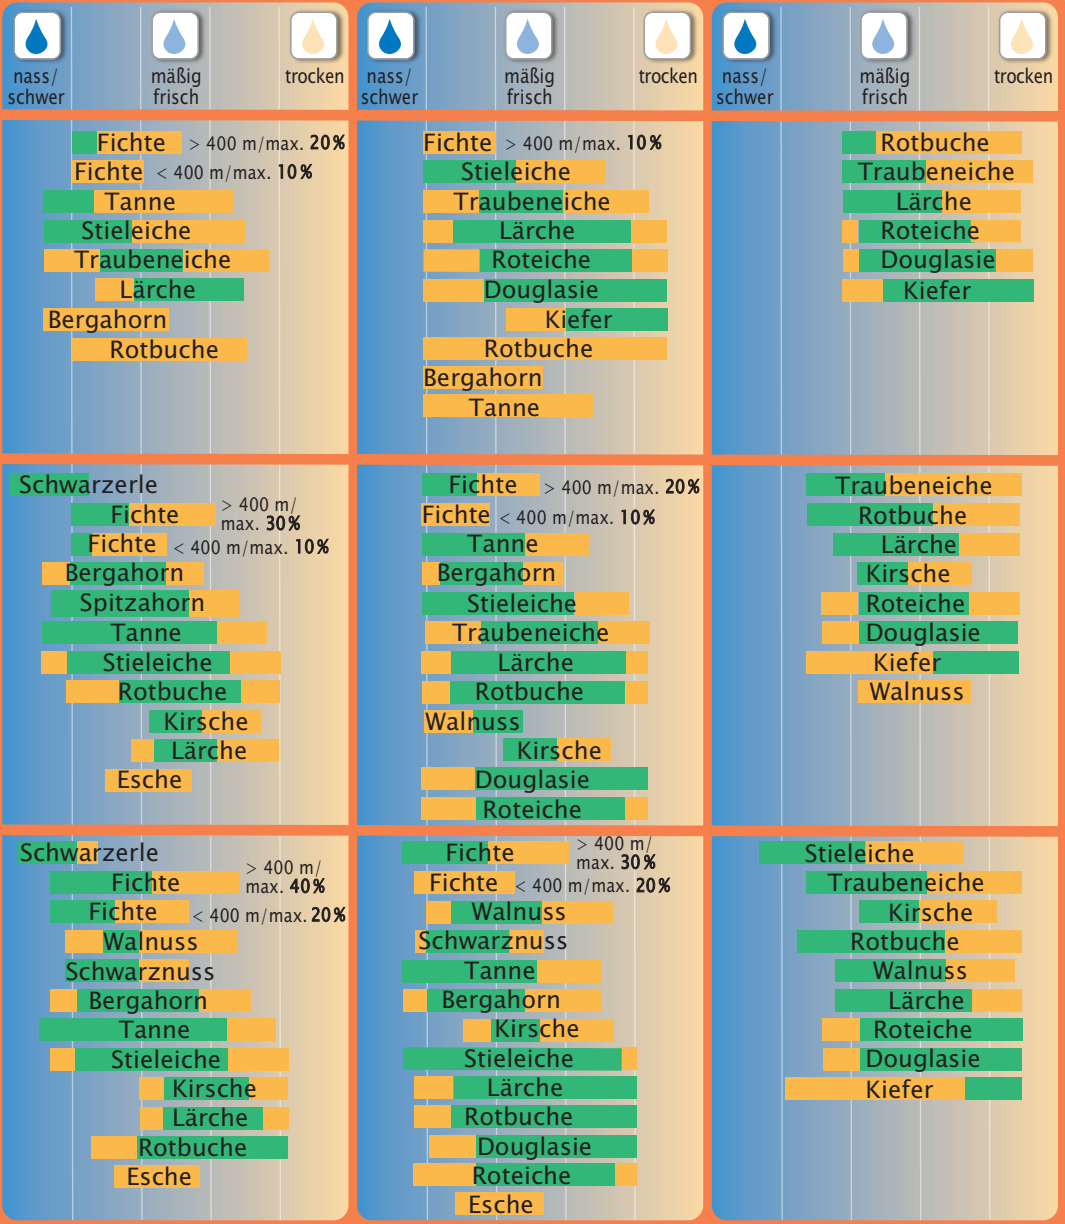 nass/
schwer
mäßig
frisch
trocken
nass/
schwer
mäßig
frisch
trocken
nass/
schwer
mäßig
frisch
trocken
Fichte > 400 m/max. 20%
Fichte < 400 m/max. 10%
Tanne
Stieleiche
Traubeneiche
Lärche
Bergahorn
Rotbuche
Fichte > 400 m/max. 10%
Stieleiche
Traubeneiche
Lärche
Roteiche
Douglasie
Kiefer
Rotbuche
Bergahorn
Tanne
Rotbuche
Traubeneiche
Lärche
Roteiche
Douglasie
Kiefer
Schwarzerle
Fichte > 400 m/
max. 30%
Fichte < 400 m/max. 10%
Bergahorn
Spitzahorn
Tanne
Stieleiche
Rotbuche
Kirsche
Lärche
Esche
Fichte > 400 m/max. 20%
Fichte < 400 m/max. 10%
Tanne
Bergahorn
Stieleiche
Traubeneiche
Lärche
Rotbuche
Walnuss
Kirsche
Douglasie
Roteiche
Traubeneiche
Rotbuche
Lärche
Kirsche
Roteiche
Douglasie
Kiefer
Walnuss
Schwarzerle
Fichte > 400 m/
max. 40%
Fichte < 400 m/max. 20%
Walnuss
Schwarznuss
Bergahorn
Tanne
Stieleiche
Kirsche
Lärche
Rotbuche
Esche
Fichte > 400 m/
max. 30%
Fichte < 400 m/max. 20%
Walnuss
Schwarznuss
Tanne
Bergahorn
Kirsche
Stieleiche
Lärche
Rotbuche
Douglasie
Roteiche
Esche
Stieleiche
Traubeneiche
Kirsche
Rotbuche
Walnuss
Lärche
Roteiche
Douglasie
Kiefer